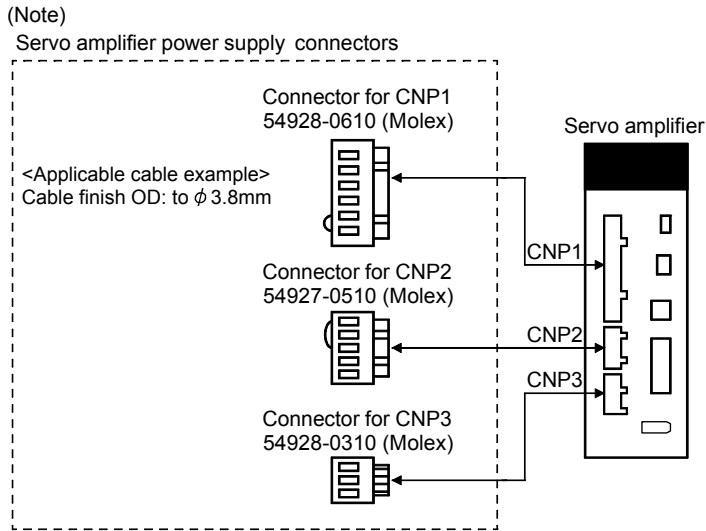 (Note)
Servo amplifier power supply connectors
Connector for CNP1
54928-0610 (Molex)
Servo amplifier
<Applicable cable example>
Cable finish OD: to ϕ 3.8mm
CNP1
Connector for CNP2
54927-0510 (Molex)
CNP2
CNP3
Connector for CNP3
54928-0310 (Molex)